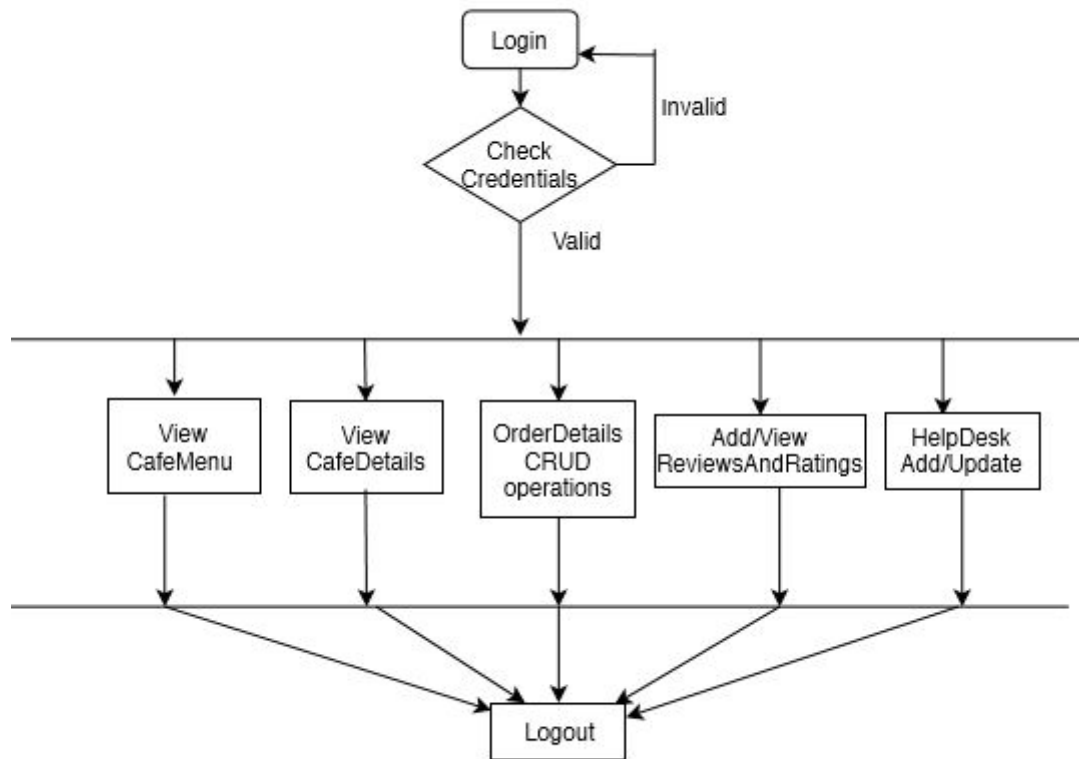 Login
Invalid
Check
Credentials
Valid
View
CafeMenu
View
CafeDetails
OrderDetails
CRUD
operations
Add/View
ReviewsAndRatings
HelpDesk
Add/Update
Logout